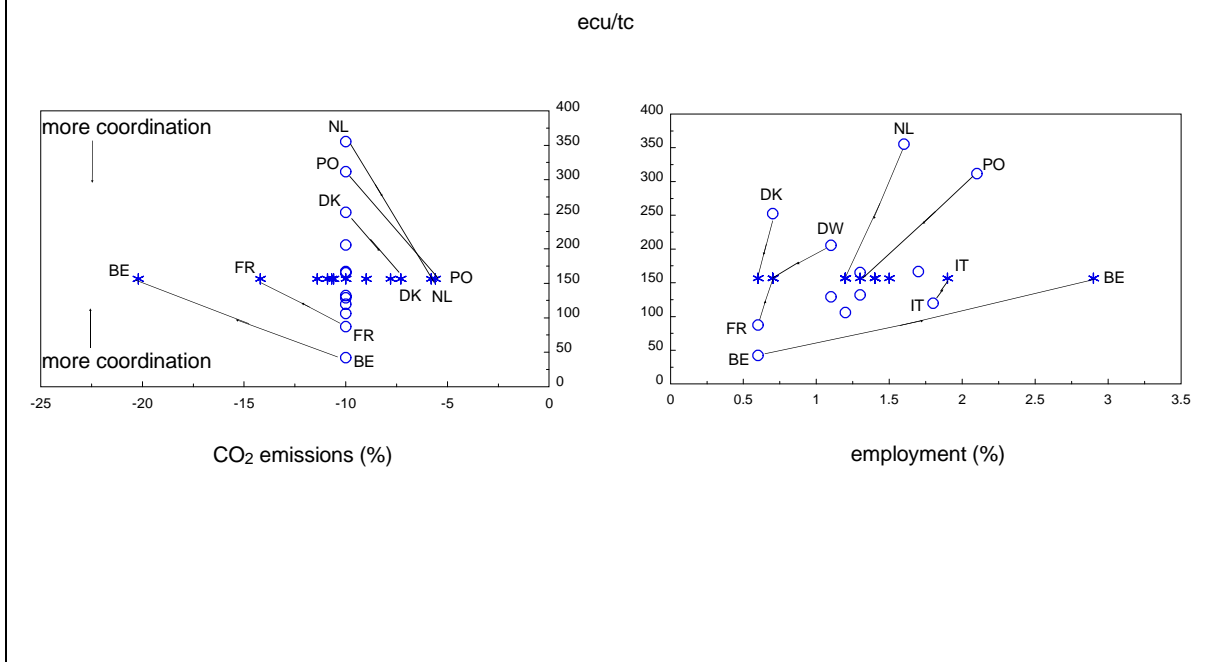 ecu/tc
more coordination
more coordination
NL
PO
DK
BE
FR
PO
DK
NL
FR
BE
400
350
300
250
200
150
100
50
0
-25
-20
-15
-10
-5
0
CO2 emissions (%)
400
350
300
250
200
150
100
50
0
NL
PO
DK
DW
IT
BE
IT
FR
BE
0
0.5
1
1.5
2
2.5
3
3.5
employment (%)